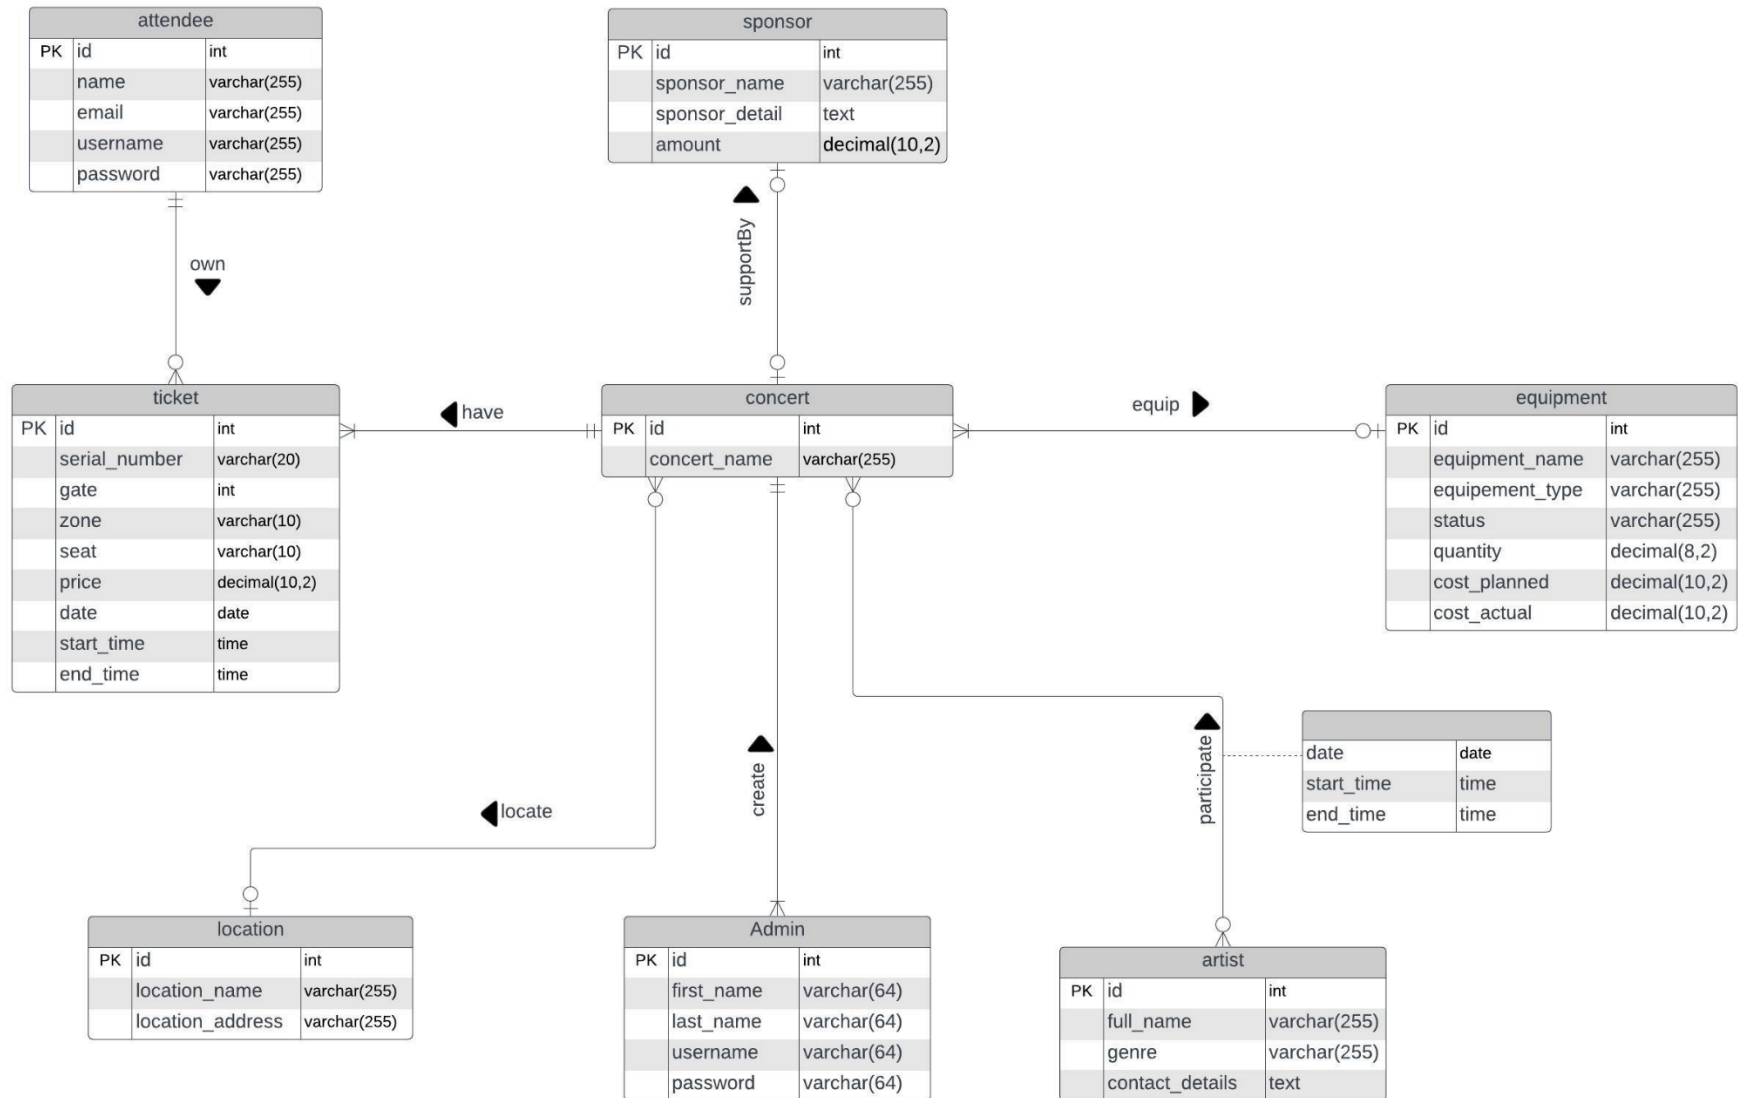 attendee
PK id int
name varchar(255)
email varchar(255)
username varchar(255)
password varchar(255)
sponsor
PK id int
sponsor_name varchar(255)
sponsor_detail text
amount decimal(10,2)
own
supportBy
ticket
PK id int
serial_number varchar(20)
gate int
zone varchar(10)
seat varchar(10)
price decimal(10,2)
date date
start_time time
end_time time
have
concert
PK id int
concert_name varchar(255)
equip
equipment
PK id int
equipment_name varchar(255)
equipement_type varchar(255)
status varchar(255)
quantity decimal(8,2)
cost_planned decimal(10,2)
cost_actual decimal(10,2)
locate
create
participate
date date
start_time time
end_time time
location
PK id int
location_name varchar(255)
location_address varchar(255)
Admin
PK id int
first_name varchar(64)
last_name varchar(64)
username varchar(64)
password varchar(64)
artist
PK id int
full_name varchar(255)
genre varchar(255)
contact_details text